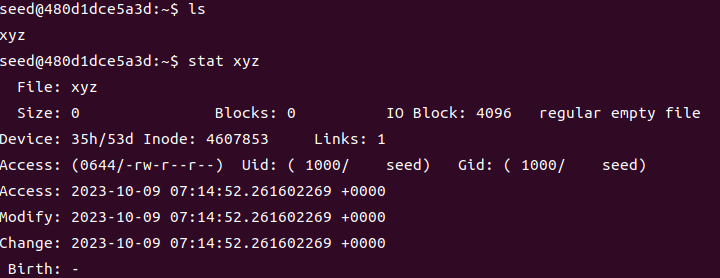 seed@480d1dce5a3d:~$ ls
xyz
seed@480d1dce5a3d:~$ stat xyz
  File: xyz
  Size: 0               Blocks: 0          IO Block: 4096   regular empty file
Device: 35h/53d Inode: 4607853     Links: 1
Access: (0644/-rw-r--r--)  Uid: ( 1000/    seed)   Gid: ( 1000/    seed)
Access: 2023-10-09 07:14:52.261602269 +0000
Modify: 2023-10-09 07:14:52.261602269 +0000
Change: 2023-10-09 07:14:52.261602269 +0000
 Birth: -